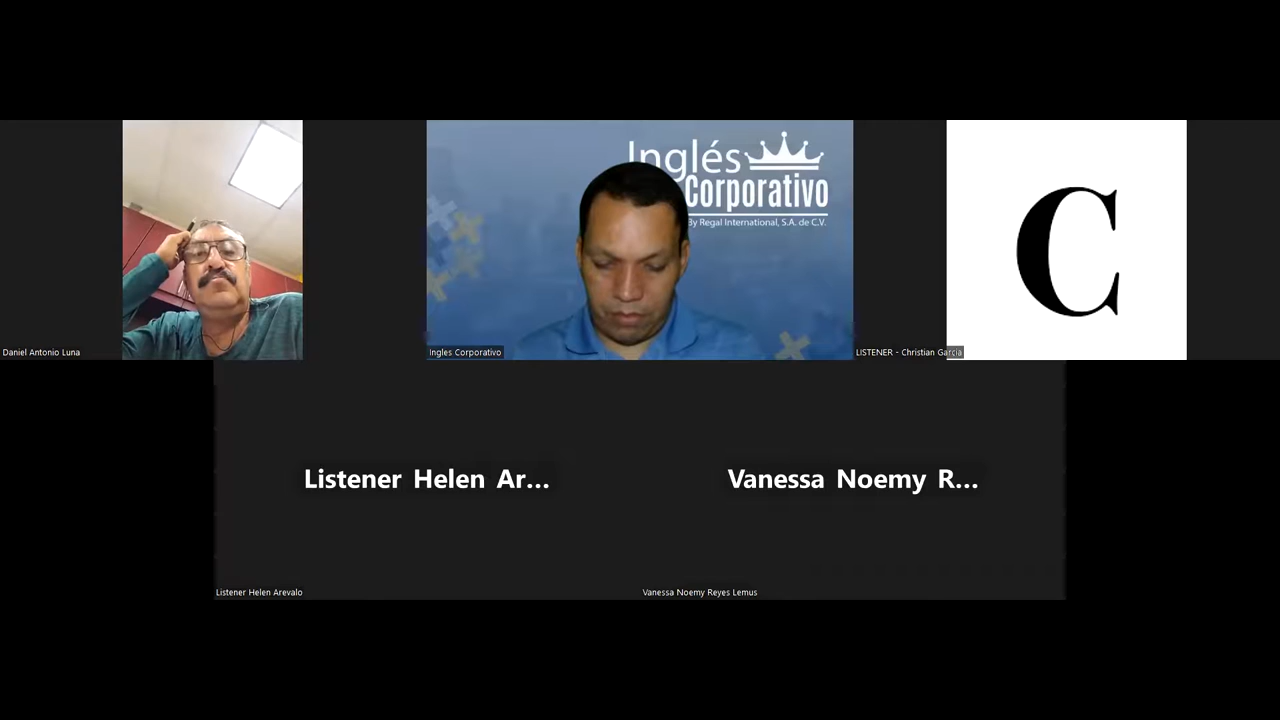 Inglés
Corporativo
By Regal International, S.A. de C.V.
C
Daniel Antonio Luna
Ingles Corporativo
LISTENER - Christian Garcia
Listener Helen Ar...
Vanessa Noemy R...
Listener Helen Arevalo
Vanessa Noemy Reyes Lemus